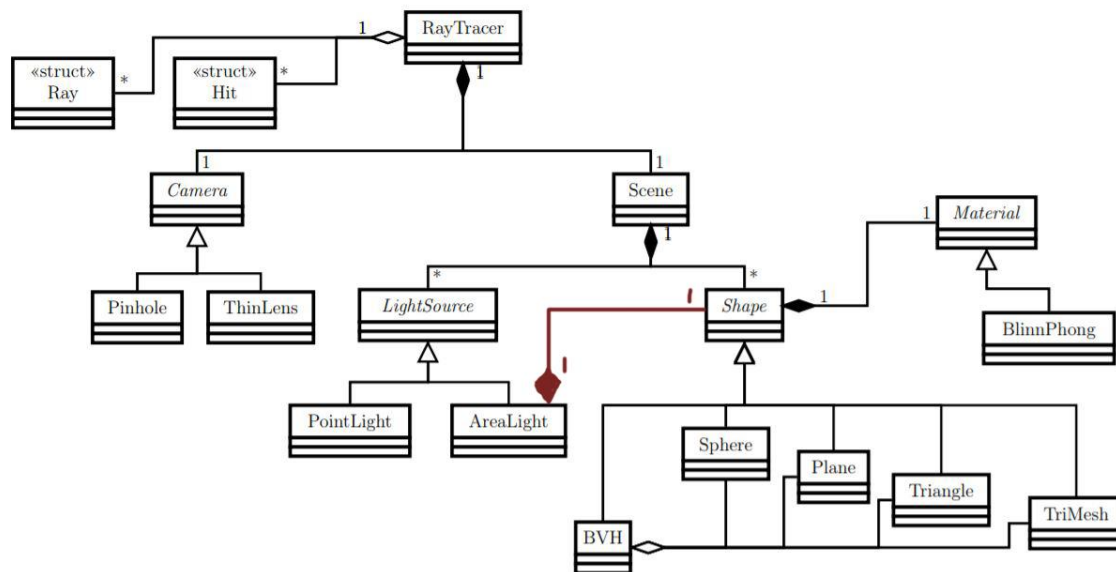 1
RayTracer
«struct»
Ray
*
«struct»
Hit
*
1
1
1
Camera
Scene
Material
1
1
Pinhole
ThinLens
*
*
LightSource
1
Shape
1
BlinnPhong
1
PointLight
AreaLight
Sphere
Plane
Triangle
TriMesh
BVH